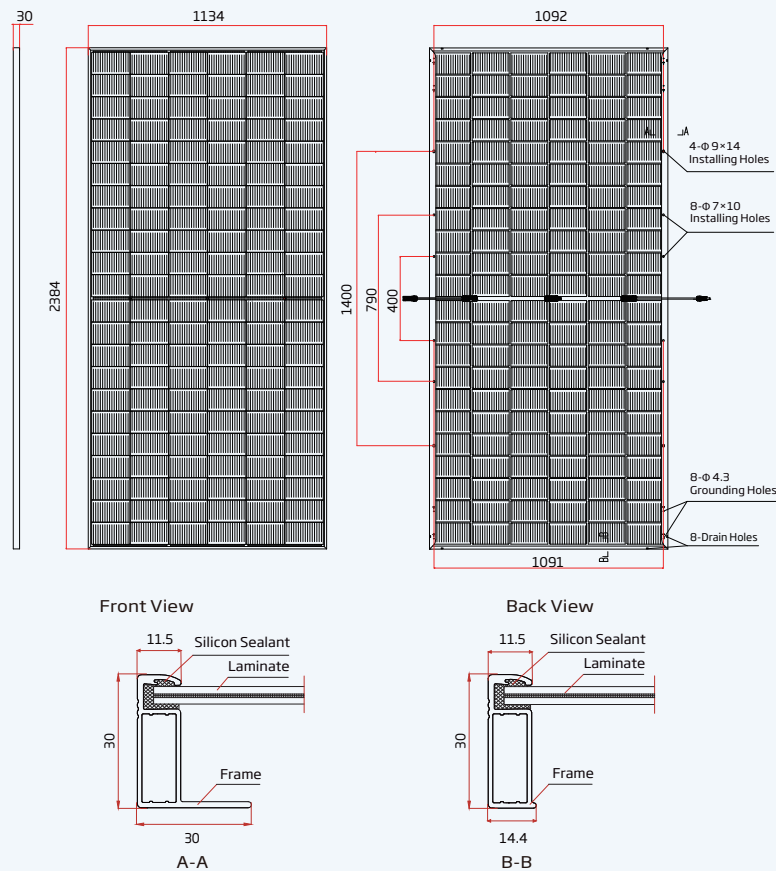 30
1134
1092
2384
1400
790
400
A
A
4-Φ 9×14
Installing Holes
8-Φ 7×10
Installing Holes
8-Φ 4.3
Grounding Holes
8-Drain Holes
B
B
1091
Front View
Back View
11.5
Silicon Sealant
Laminate
30
Frame
30
A-A
11.5
Silicon Sealant
Laminate
30
Frame
14.4
B-B